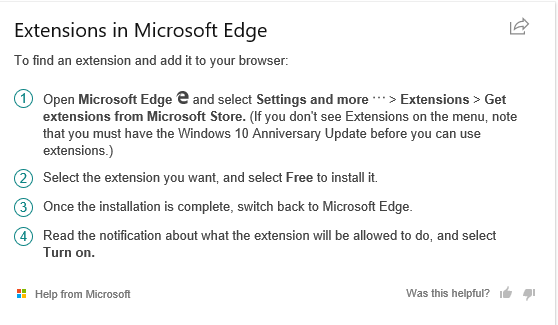 Extensions in Microsoft Edge
To find an extension and add it to your browser:
1 Open Microsoft Edge and select Settings and more ··· > Extensions > Get
extensions from Microsoft Store. (If you don't see Extensions on the menu, note
that you must have the Windows 10 Anniversary Update before you can use
extensions.)
2 Select the extension you want, and select Free to install it.
3 Once the installation is complete, switch back to Microsoft Edge.
4 Read the notification about what the extension will be allowed to do, and select
Turn on.
Help from Microsoft Was this helpful?